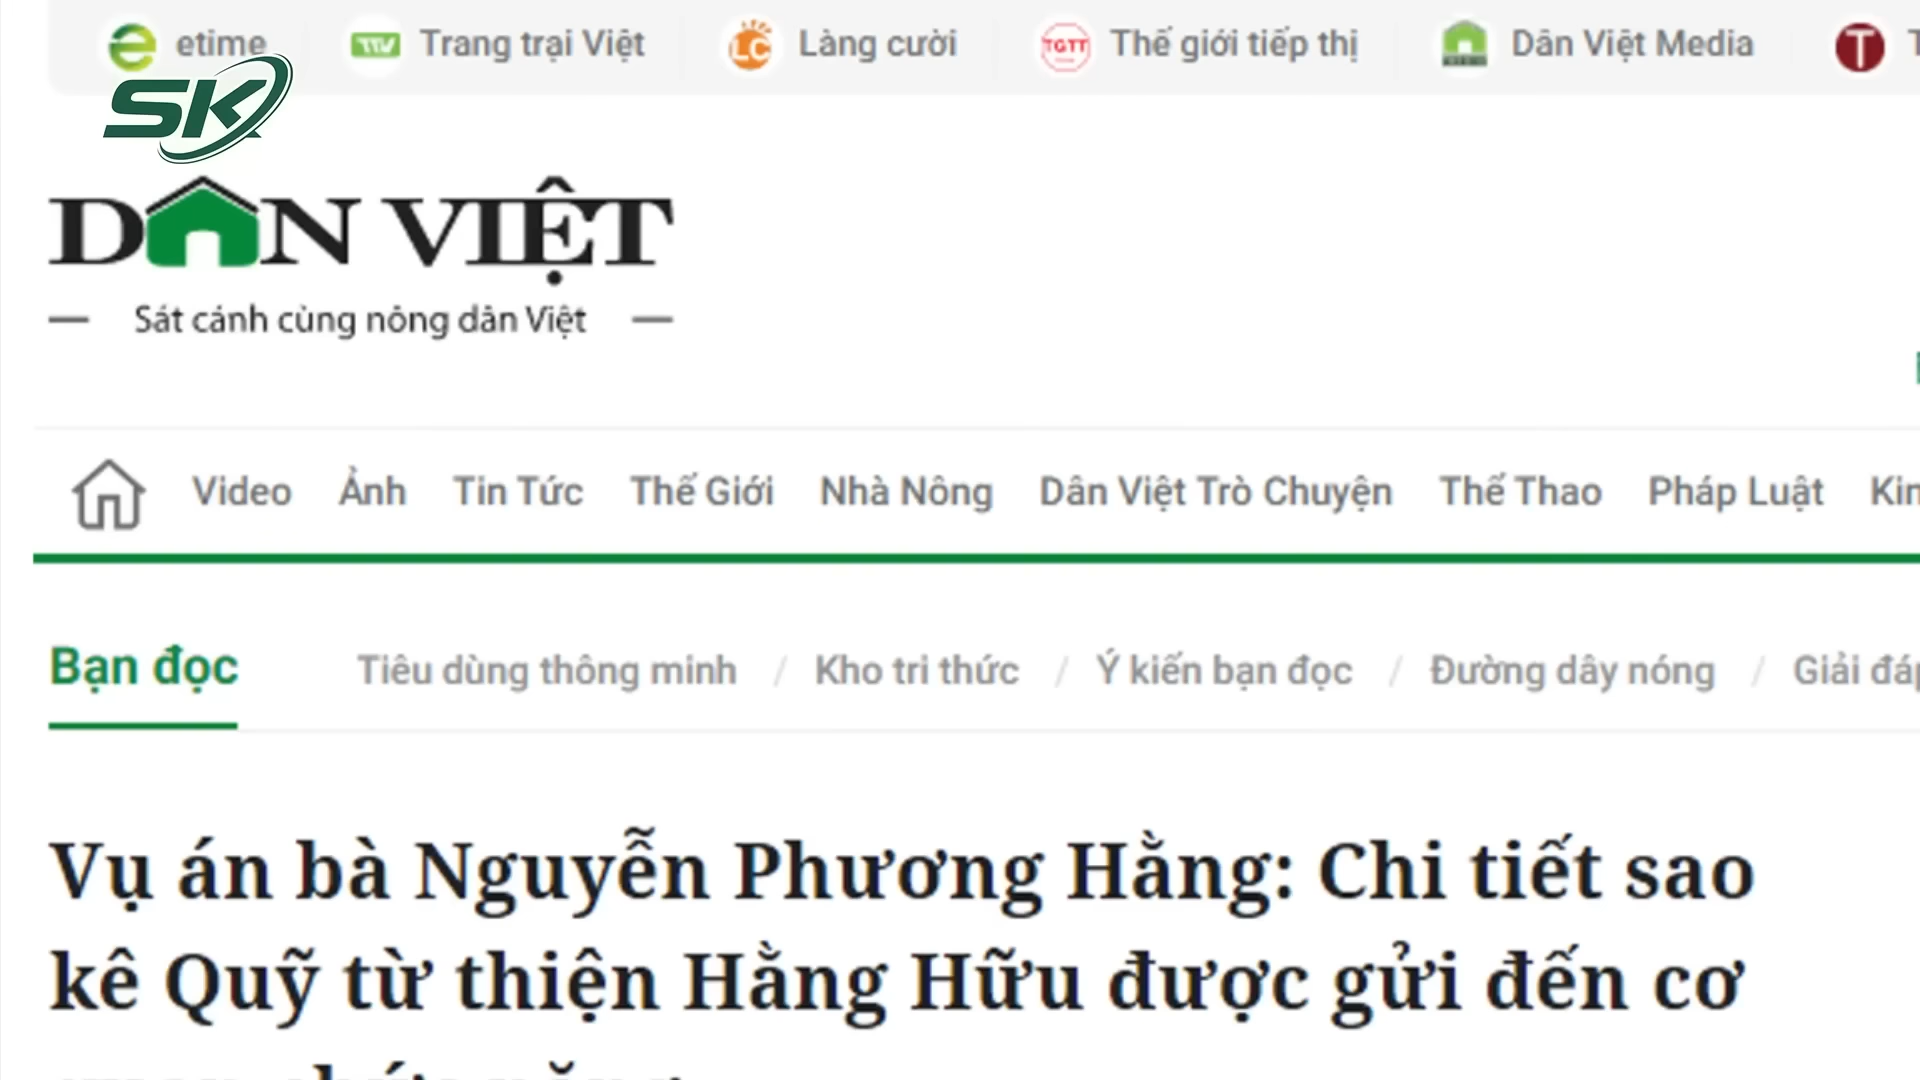 etime Trang trại Việt LC Làng cười TGTT Thế giới tiếp thị Dân Việt Media
SK
DÂN VIỆT
Sát cánh cùng nông dân Việt
Video Ảnh Tin Tức Thế Giới Nhà Nông Dân Việt Trò Chuyện Thể Thao Pháp Luật
Bạn đọc Tiêu dùng thông minh / Kho tri thức / Ý kiến bạn đọc / Đường dây nóng / Giải
Vụ án bà Nguyễn Phương Hằng: Chi tiết sao
kê Quỹ từ thiện Hằng Hữu được gửi đến cơ